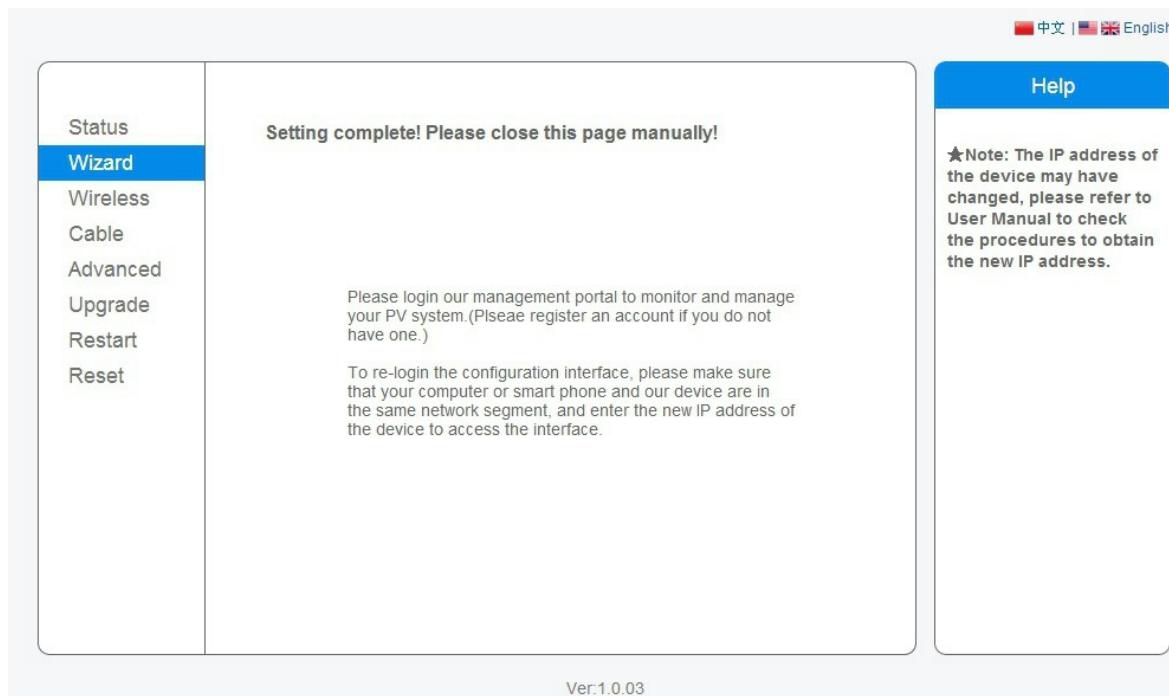 中文 | English
Status
Wizard
Wireless
Cable
Advanced
Upgrade
Restart
Reset
Setting complete! Please close this page manually!
Please login our management portal to monitor and manage
your PV system.(Plseae register an account if you do not
have one.)
To re-login the configuration interface, please make sure
that your computer or smart phone and our device are in
the same network segment, and enter the new IP address of
the device to access the interface.
Help
★Note: The IP address of
the device may have
changed, please refer to
User Manual to check
the procedures to obtain
the new IP address.
Ver:1.0.03